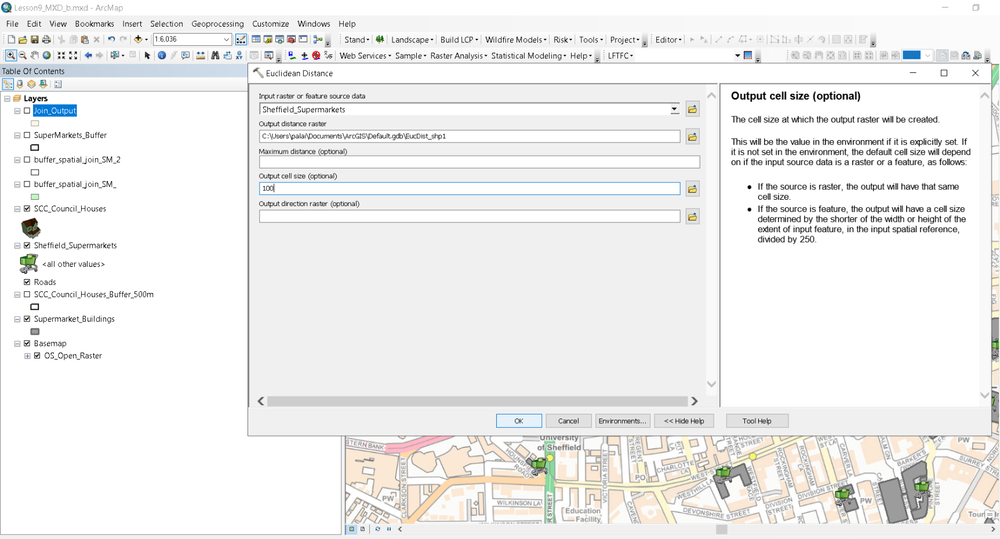 Lesson9_MXD_b.mxd - ArcMap
File Edit View Bookmarks Insert Selection Geoprocessing Customize Windows Help
1:6,036
Stand Landscape Build LCP Wildfire Models Risk Tools Project Editor
Web Services Sample Raster Analysis Statistical Modeling Help LFTFC
Table Of Contents
Layers
Join_Output
SuperMarkets_Buffer
buffer_spatial_join_SM_2
buffer_spatial_join_SM_
SCC_Council_Houses
Sheffield_Supermarkets
<all other values>
Roads
SCC_Council_Houses_Buffer_500m
Supermarket_Buildings
Basemap
OS_Open_Raster
Euclidean Distance
Input raster or feature source data
Sheffield_Supermarkets
Output distance raster
C:\Users\palai\Documents\ArcGIS\Default.gdb\EucDist_shp1
Maximum distance (optional)
Output cell size (optional)
100
Output direction raster (optional)
Output cell size (optional)
The cell size at which the output raster will be created.
This will be the value in the environment if it is explicitly set. If
it is not set in the environment, the default cell size will depend
on if the input source data is a raster or a feature, as follows:
● If the source is raster, the output will have that same
cell size.
● If the source is feature, the output will have a cell size
determined by the shorter of the width or height of the
extent of input feature, in the input spatial reference,
divided by 250.
OK Cancel Environments... << Hide Help Tool Help
STERN BANK
University
of Sheffield
HOUNSF
ROAD
CLARKSON STREET
VICTORIA STREET
REGENT
CHARLOTTE
LA
PO
WEST S
WESTHILL LA
ROCKINGHAM
ROCKINGHAM
LA
CARVER LA
BARKER'S
PW
SURREY
PW
WILKINSON LA
R STREET
Education
Facility
CAVEN
DEVONSHIRE STREET
DIVISION STREET
DIVISION
STREET
PW
STREET